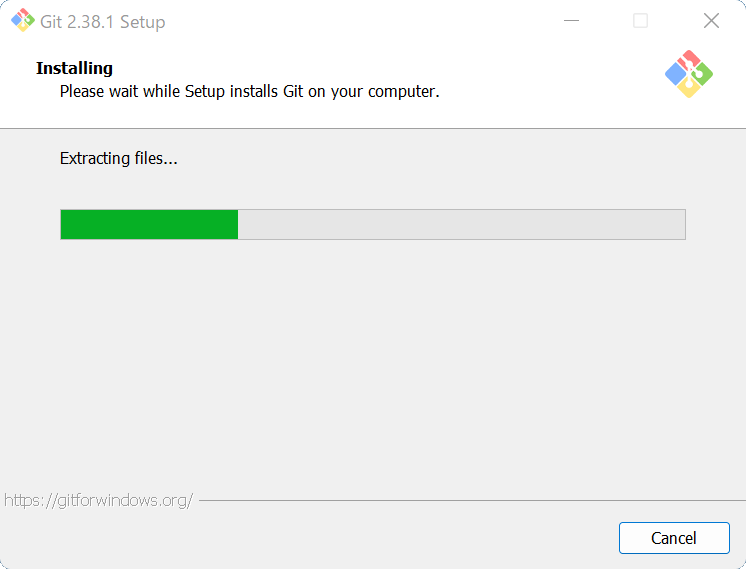 Git 2.38.1 Setup
Installing
Please wait while Setup installs Git on your computer.
Extracting files...
https://gitforwindows.org/
Cancel